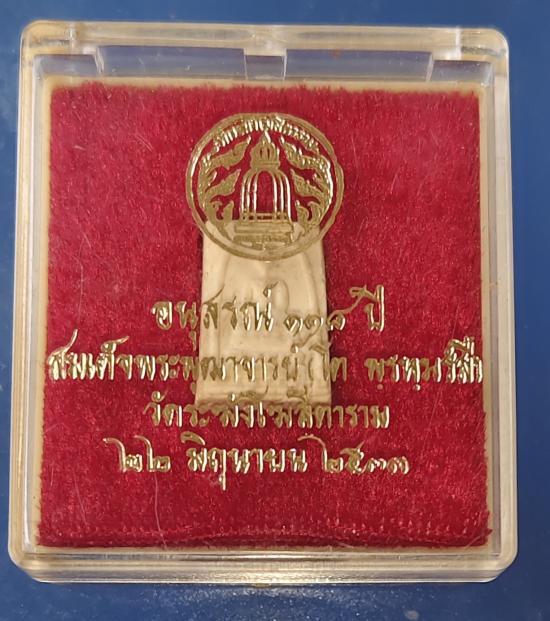 อนุสรณ์ ๑๑๘ ปี
สมเด็จพระพุฒาจารย์ (โต พฺรหฺมรํสี)
วัดระฆังโฆสิตาราม
๒๒ มิถุนายน ๒๕๓๓